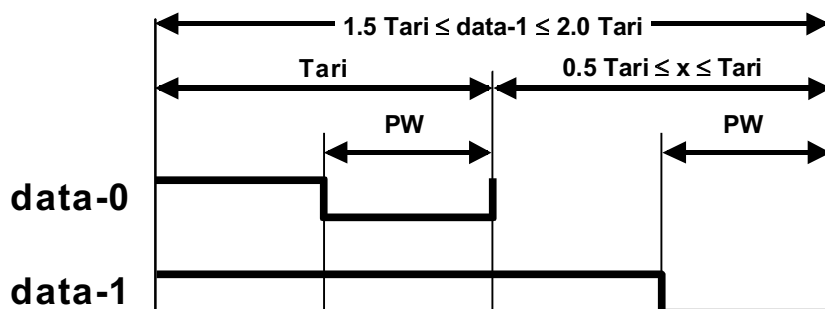 1.5 Tari ≤ data-1 ≤ 2.0 Tari
Tari
0.5 Tari ≤ x ≤ Tari
PW
PW
data-0
data-1